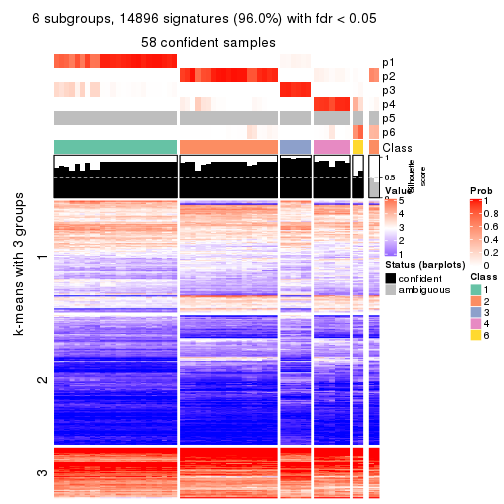 6 subgroups, 14896 signatures (96.0%) with fdr < 0.05
58 confident samples
p1
p2
p3
p4
p5
p6
Class
1
0.5
0
Silhouette
score
k-means with 3 groups
1
2
3
Value
5
4
3
2
1
Status (barplots)
confident
ambiguous
Prob
1
0.8
0.6
0.4
0.2
0
Class
1
2
3
4
6